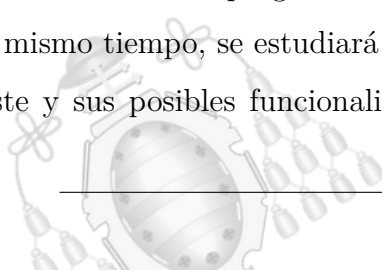 mismo tiempo, se estudiará
ste y sus posibles funcionali